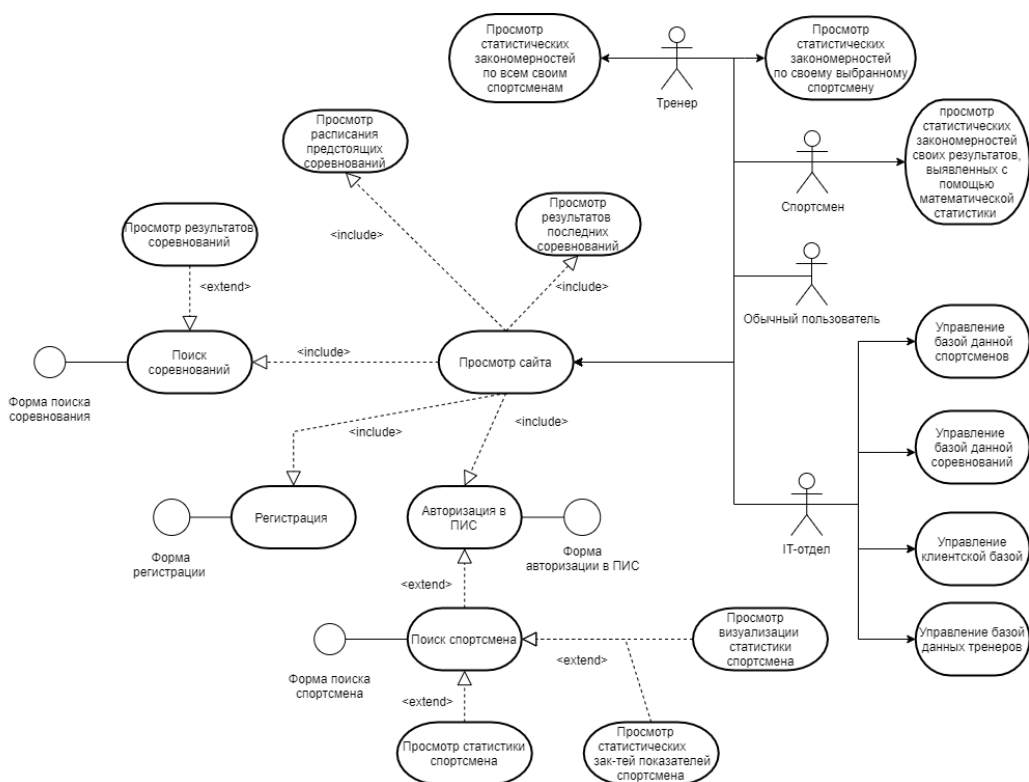 Просмотр
статистических
закономерностей
по всем своим
спортсменам
Тренер
Просмотр
статистических
закономерностей
по своему выбранному
спортсмену
просмотр
статистических
закономерностей
своих результатов,
выявленных с
помощью
математической
статистики
Спортсмен
Просмотр
расписания
предстоящих
соревнований
Просмотр результатов
соревнований
<include>
Просмотр
результатов
последних
соревнований
<extend>
<include>
Обычный пользователь
Поиск
соревнований
<include>
Просмотр сайта
Форма поиска
соревнования
Управление
базой данной
спортсменов
<include>
<include>
Управление
базой данной
соревнований
Регистрация
Авторизация в
ПИС
Форма
регистрации
Форма
авторизации в ПИС
IT-отдел
Управление
клиентской базой
<extend>
Поиск спортсмена
Форма поиска
спортсмена
<extend>
Просмотр
визуализации
статистики
спортсмена
Управление базой
данных тренеров
<extend>
Просмотр статистики
спортсмена
Просмотр
статистических
зак-тей показателей
спортсмена